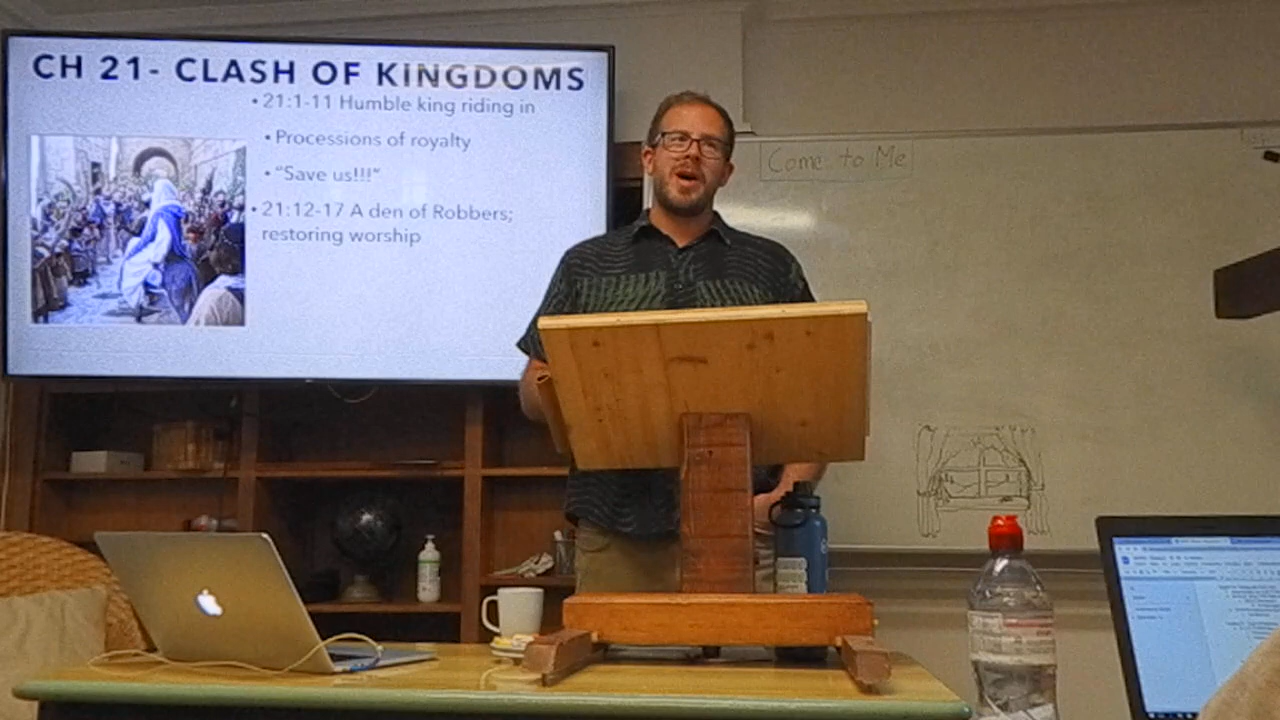 CH 21- CLASH OF KINGDOMS
• 21:1-11 Humble king riding in
• Processions of royalty
• “Save us!!!”
• 21:12-17 A den of Robbers;
restoring worship
Come to Me